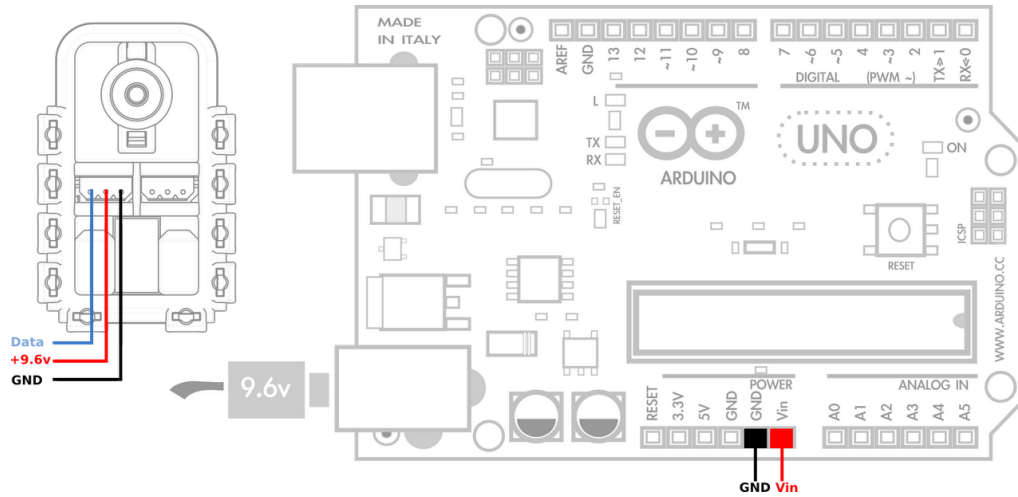 MADE
IN ITALY
AREF
GND
13
12
~11
~10
~9
8
7
~6
~5
4
~3
2
TX▸1
RX◂0
DIGITAL
(PWM ~)
L
TX
RX
RESET_EN
TM
ARDUINO
UNO
ON
RESET
ICSP
WWW.ARDUINO.CC
Data
+9.6v
GND
9.6v
POWER
ANALOG IN
RESET
3.3V
5V
GND
GND
Vin
A0
A1
A2
A3
A4
A5
GND Vin